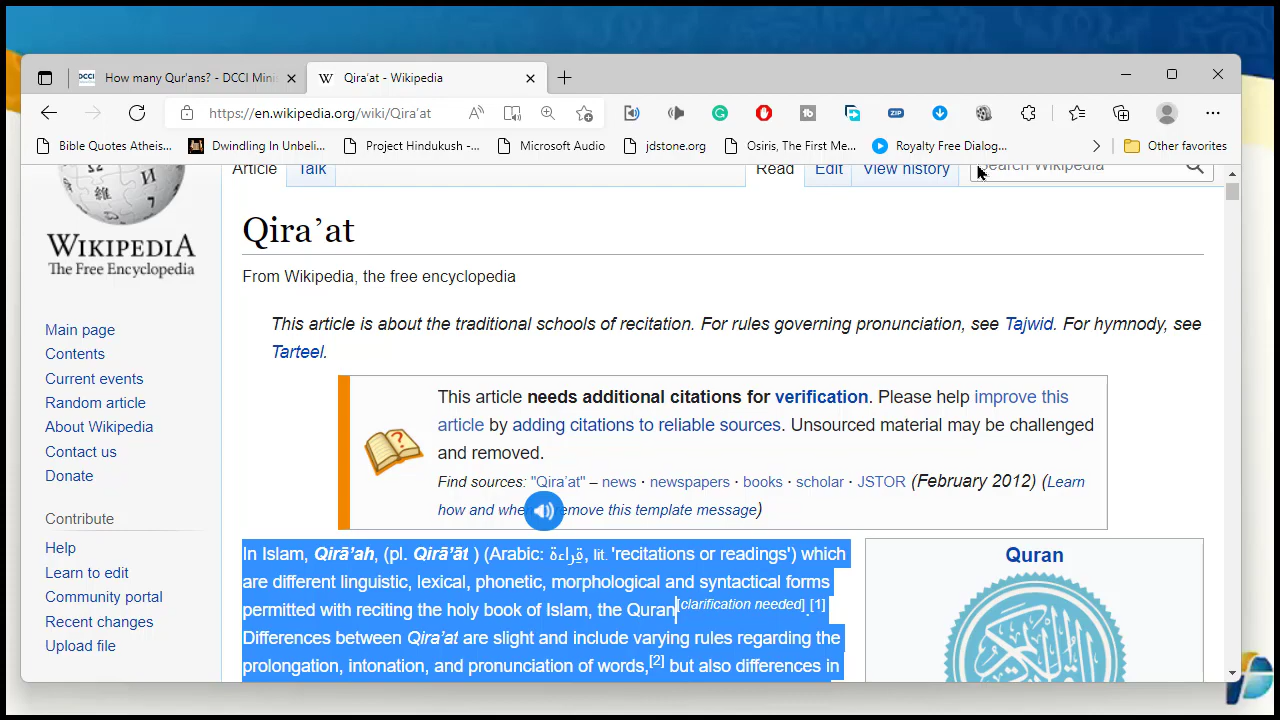 How many Qur'ans? - DCCI Mini
Qira'at - Wikipedia
https://en.wikipedia.org/wiki/Qira'at
Bible Quotes Atheis...
Dwindling In Unbeli...
Project Hindukush -...
Microsoft Audio
jdstone.org
Osiris, The First Me...
Royalty Free Dialog...
Other favorites
Article
Talk
Read
Edit
View history
Search Wikipedia
WIKIPEDIA
The Free Encyclopedia
Main page
Contents
Current events
Random article
About Wikipedia
Contact us
Donate
Contribute
Help
Learn to edit
Community portal
Recent changes
Upload file
Qira’at
From Wikipedia, the free encyclopedia
This article is about the traditional schools of recitation. For rules governing pronunciation, see Tajwid. For hymnody, see
Tarteel.
This article needs additional citations for verification. Please help improve this
article by adding citations to reliable sources. Unsourced material may be challenged
and removed.
Find sources: "Qira'at" – news · newspapers · books · scholar · JSTOR (February 2012) (Learn
how and remove this template message)
In Islam, Qirā’ah, (pl. Qirā’āt ) (Arabic: قِراءة, lit. 'recitations or readings') which
are different linguistic, lexical, phonetic, morphological and syntactical forms
permitted with reciting the holy book of Islam, the Quran[clarification needed].[1]
Differences between Qira’at are slight and include varying rules regarding the
prolongation, intonation, and pronunciation of words,[2] but also differences in
Quran